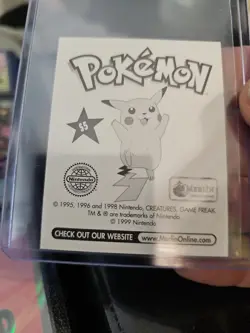 POKéMON
55
© 1995, 1996 and 1998 Nintendo, CREATURES, GAME FREAK.
TM & ® are trademarks of Nintendo.
© 1999 Nintendo
CHECK OUT OUR WEBSITE www.MerlinOnline.com